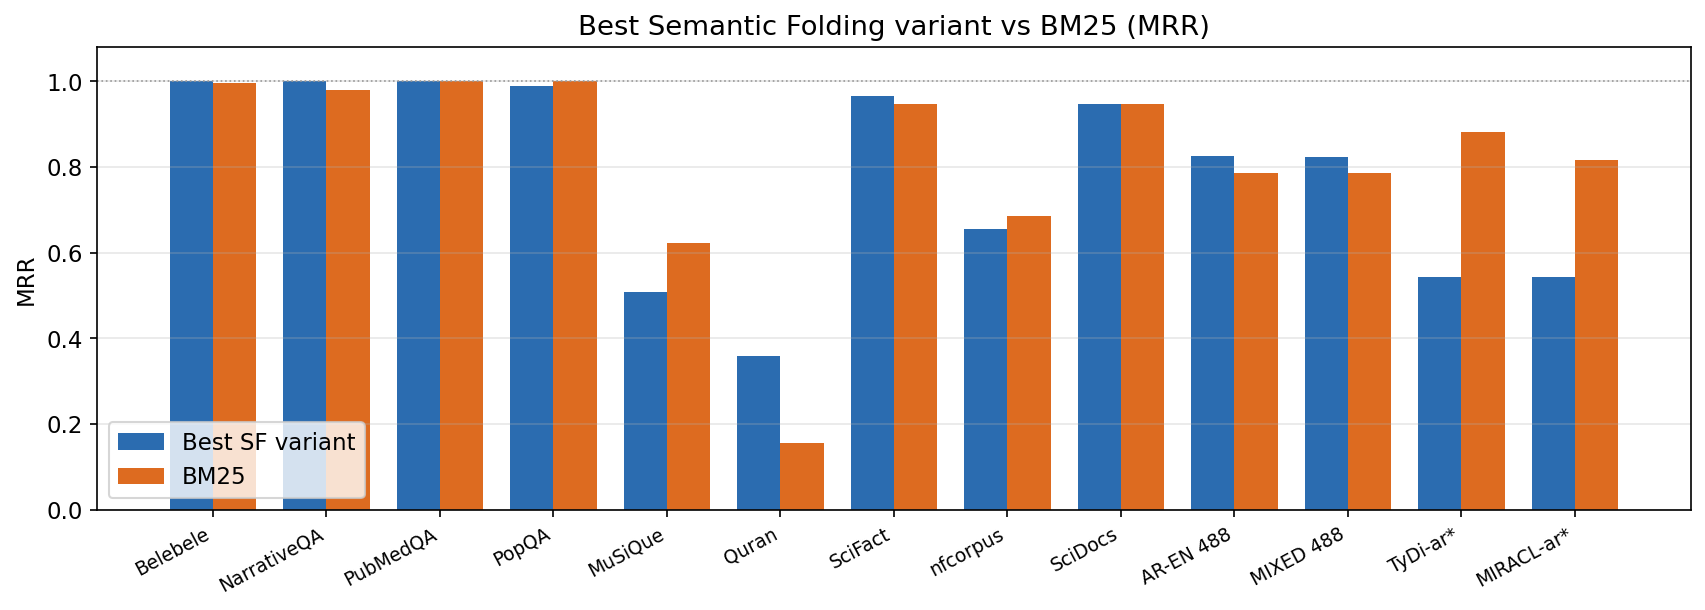 Best Semantic Folding variant vs BM25 (MRR)
MRR
1.0
0.8
0.6
0.4
0.2
0.0
Best SF variant
BM25
Belebele
NarrativeQA
PubMedQA
PopQA
MuSiQue
Quran
SciFact
nfcorpus
SciDocs
AR-EN 488
MIXED 488
TyDi-ar*
MIRACL-ar*